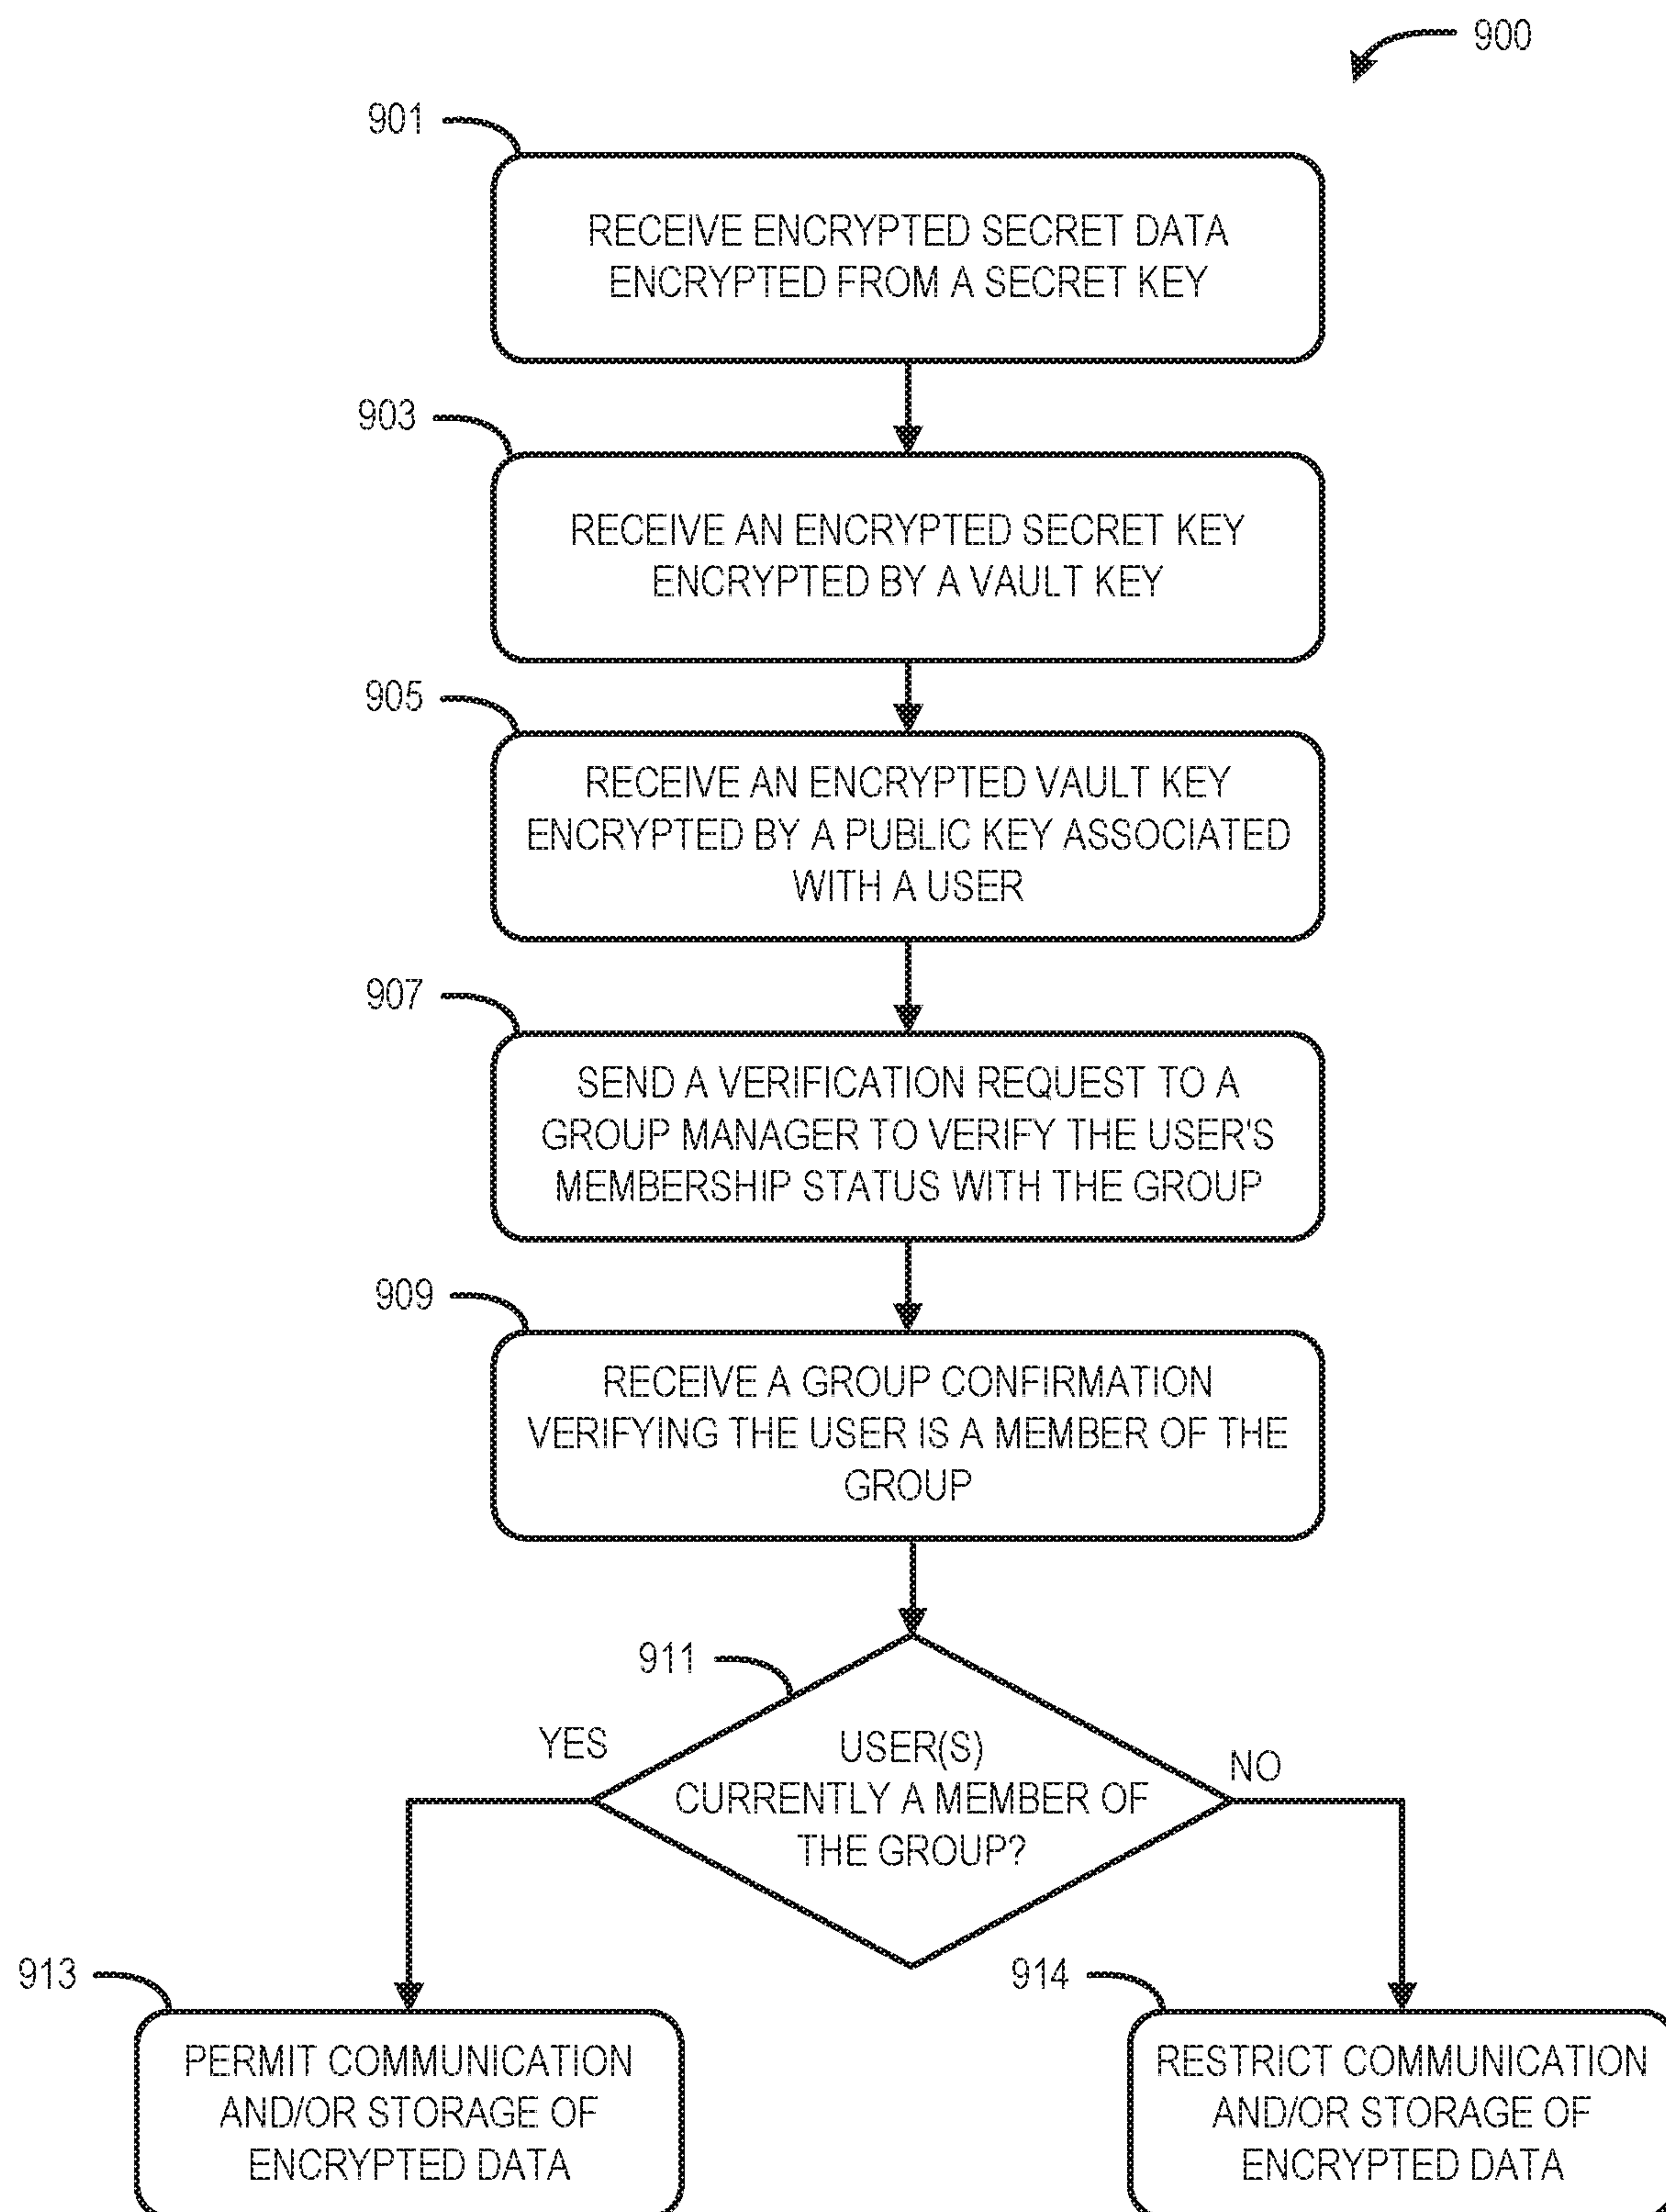 900
901
RECEIVE ENCRYPTED SECRET DATA
ENCRYPTED FROM A SECRET KEY
903
RECEIVE AN ENCRYPTED SECRET KEY
ENCRYPTED BY A VAULT KEY
905
RECEIVE AN ENCRYPTED VAULT KEY
ENCRYPTED BY A PUBLIC KEY ASSOCIATED
WITH A USER
907
SEND A VERIFICATION REQUEST TO A
GROUP MANAGER TO VERIFY THE USER'S
MEMBERSHIP STATUS WITH THE GROUP
909
RECEIVE A GROUP CONFIRMATION
VERIFYING THE USER IS A MEMBER OF THE
GROUP
911
USER(S)
CURRENTLY A MEMBER OF
THE GROUP?
YES
NO
913
PERMIT COMMUNICATION
AND/OR STORAGE OF
ENCRYPTED DATA
914
RESTRICT COMMUNICATION
AND/OR STORAGE OF
ENCRYPTED DATA